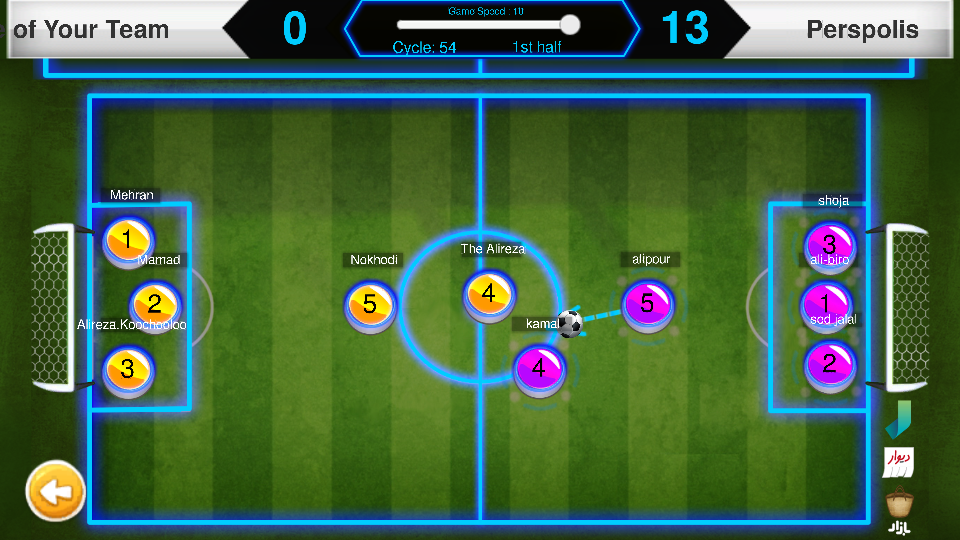 of Your Team
0
Game Speed : 10
Cycle: 54
1st half
13
Perspolis
Mehran
1
Mamad
2
Alireza.Koochooloo
3
Nokhodi
5
The Alireza
4
kamal
4
alipour
5
shoja
3
ali-biro
1
sed jalal
2
دیوار
بازار